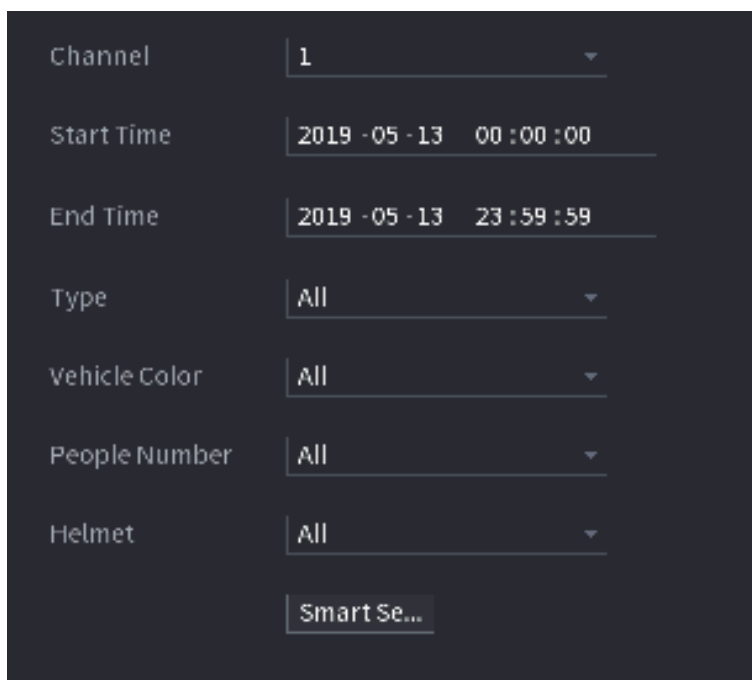 Channel 1
Start Time 2019 -05 -13 00 :00 :00
End Time 2019 -05 -13 23 :59 :59
Type All
Vehicle Color All
People Number All
Helmet All
Smart Se...